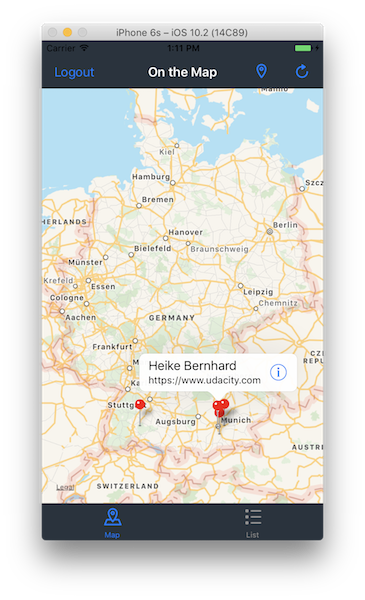 iPhone 6s – iOS 10.2 (14C89)
Carrier 1:11 PM
Logout On the Map
Malmö
Kiel
Hamburg
Bremen
Szcz
Berlin
HERLANDS
Hanover
Bielefeld
Braunschweig
Münster
Krefeld
Essen
Leipzig
Cologne
Chemnitz
Aachen
GERMANY
Frankfurt
CZE
REPU
Heike Bernhard
https://www.udacity.com
Ka
Stuttg
Augsburg
Munich
AUSTR
SWITZERLAND
Legal
Map List